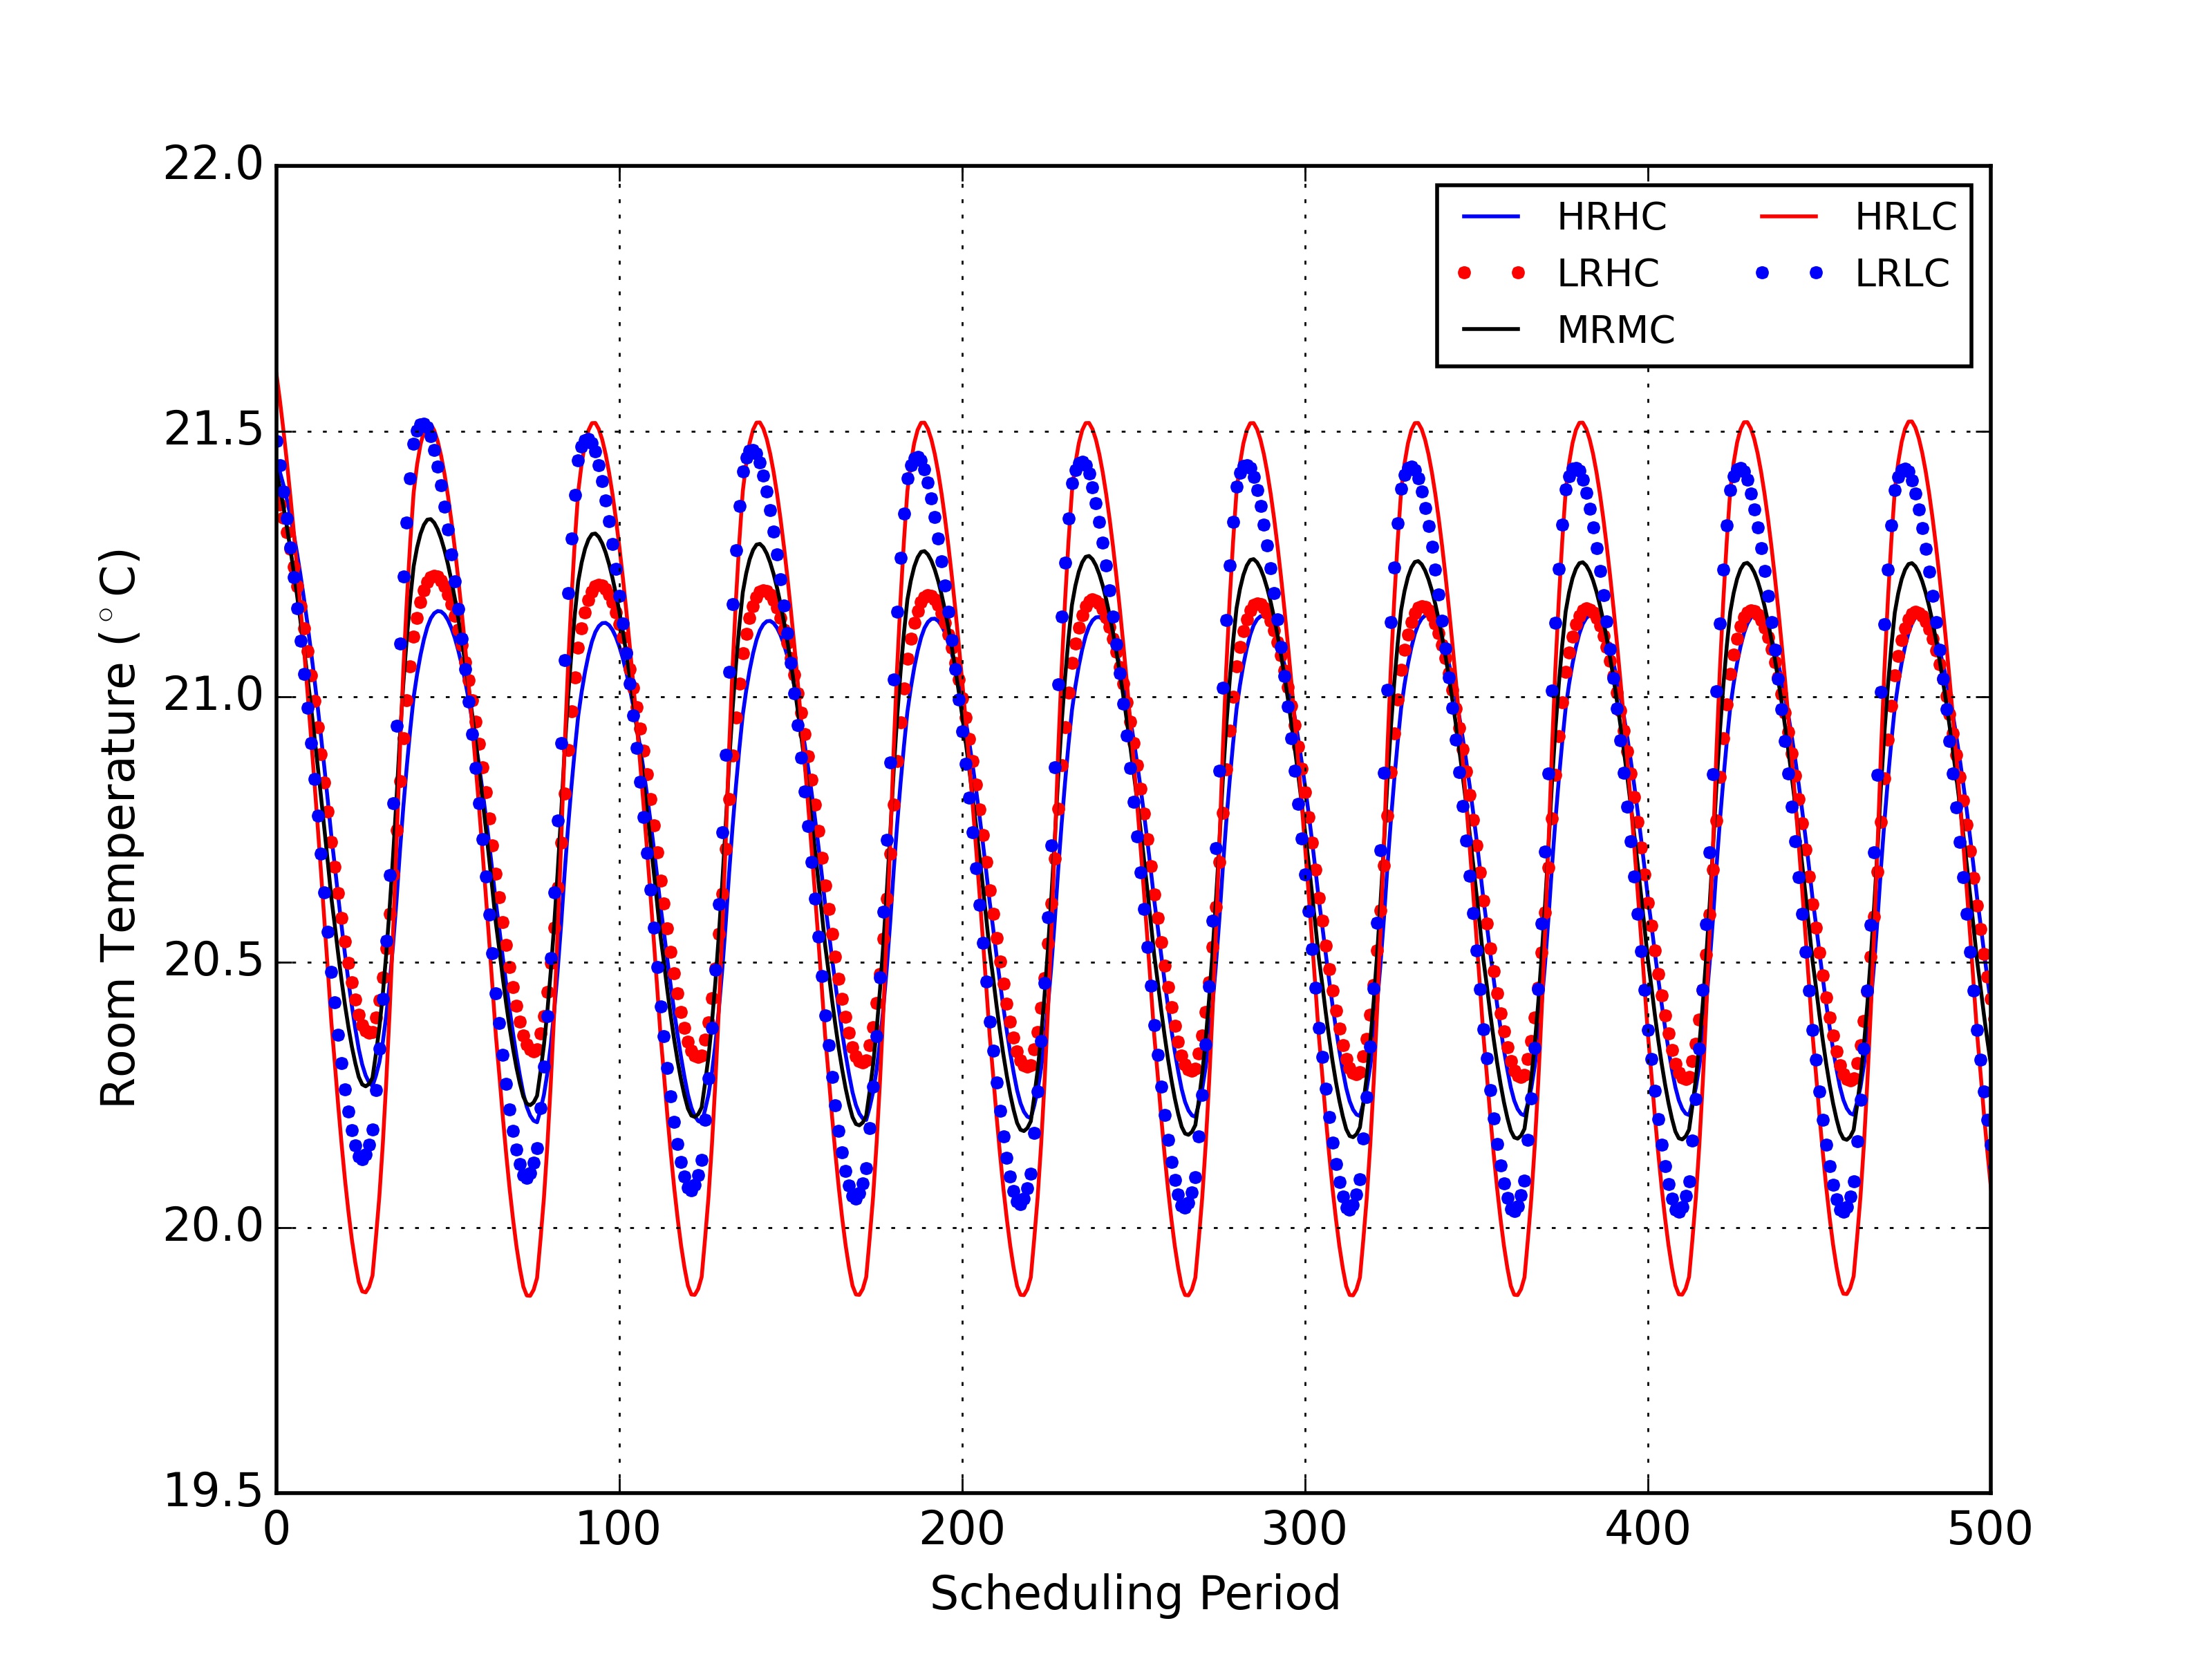 22.0
21.5
21.0
20.5
20.0
19.5
Room Temperature (°C)
HRHC
HRLC
LRHC
LRLC
MRMC
0 100 200 300 400 500
Scheduling Period